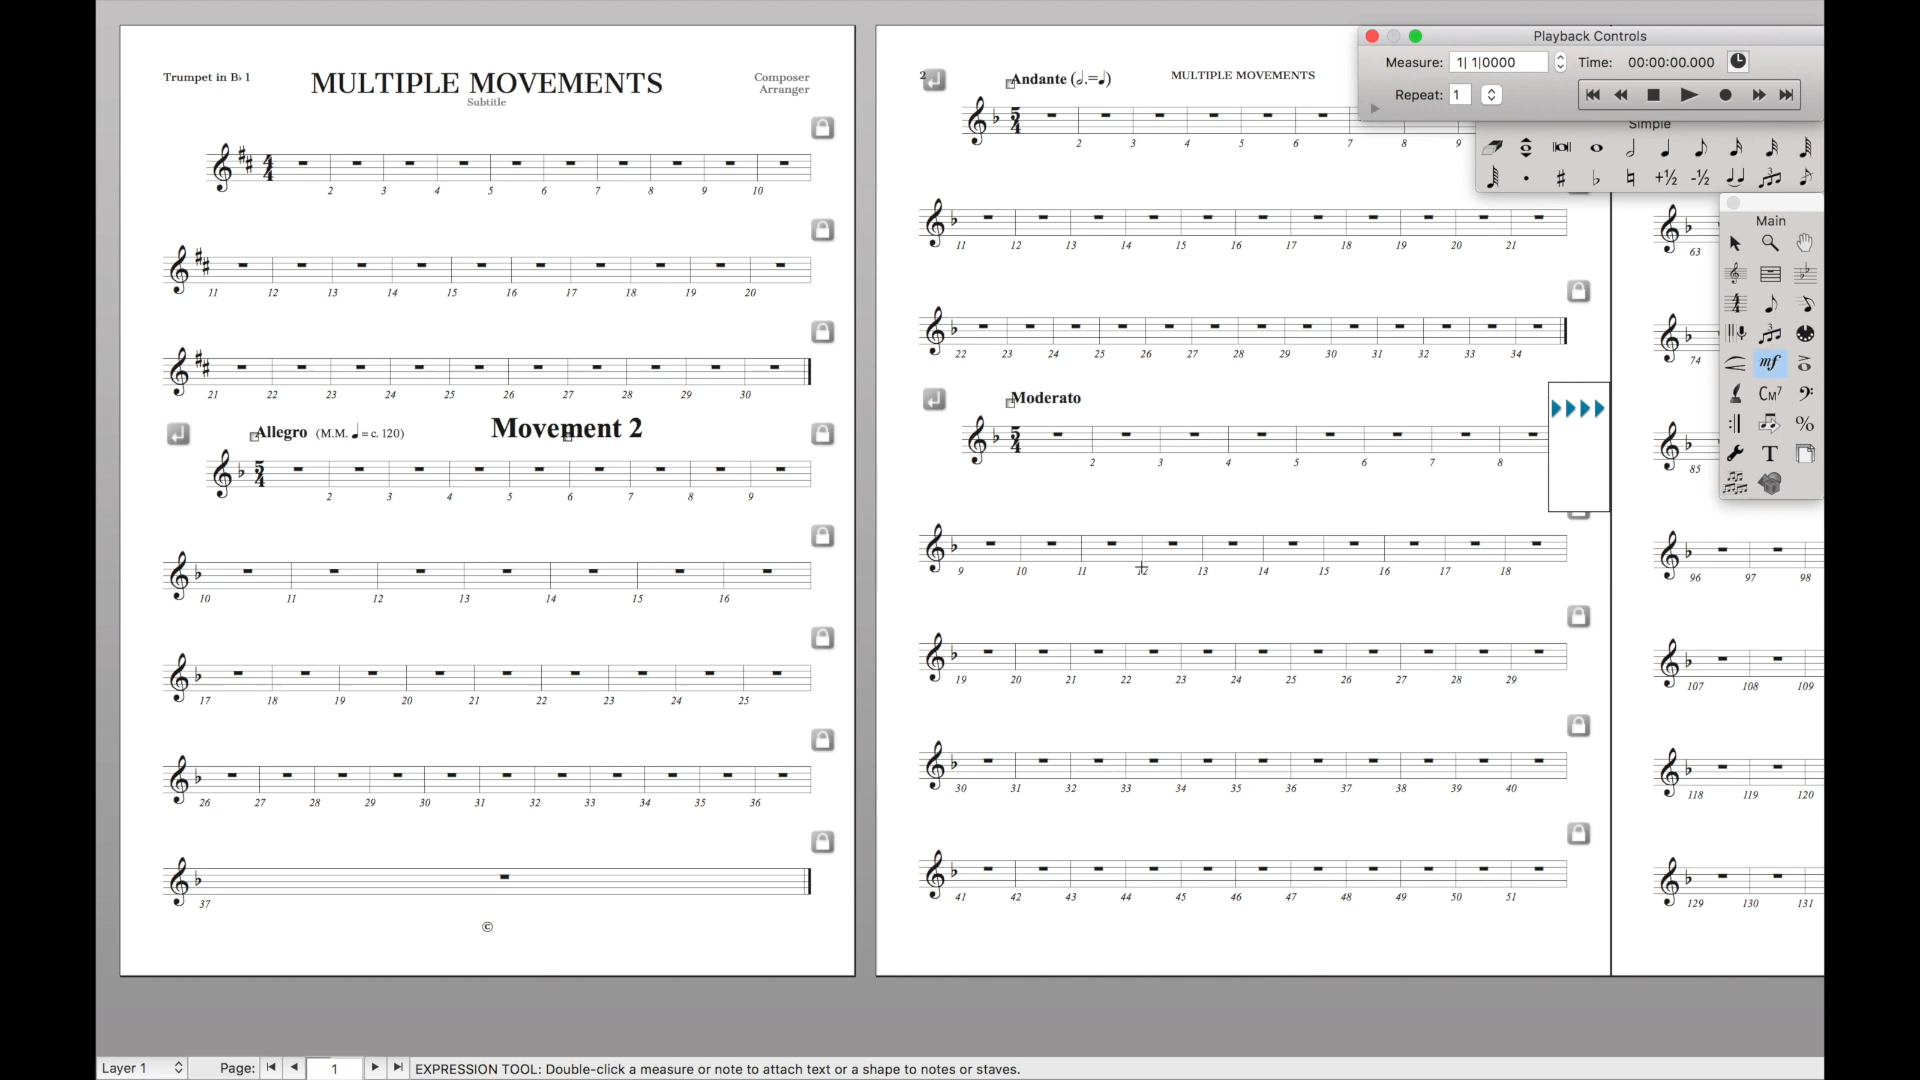 Trumpet in B♭ 1
MULTIPLE MOVEMENTS
Subtitle
Composer
Arranger
4
4
2 3 4 5 6 7 8 9 10
11 12 13 14 15 16 17 18 19 20
21 22 23 24 25 26 27 28 29 30
Allegro (M.M. ♩ = c. 120)
Movement 2
5
4
2 3 4 5 6 7 8 9
10 11 12 13 14 15 16
17 18 19 20 21 22 23 24 25
26 27 28 29 30 31 32 33 34 35 36
37
©
2
Andante (𝅗𝅥.=♩)
MULTIPLE MOVEMENTS
5
4
2 3 4 5 6 7 8 9
11 12 13 14 15 16 17 18 19 20 21
22 23 24 25 26 27 28 29 30 31 32 33 34
Moderato
5
4
2 3 4 5 6 7 8
9 10 11 12 13 14 15 16 17 18
19 20 21 22 23 24 25 26 27 28 29
30 31 32 33 34 35 36 37 38 39 40
41 42 43 44 45 46 47 48 49 50 51
63
74
85
96 97 98
107 108 109
118 119 120
129 130 131
Playback Controls
Measure: 1| 1|0000 Time: 00:00:00.000
Repeat: 1
Simple
+½ -½
Main
mf
CM7
%
T
Layer 1 Page: 1 EXPRESSION TOOL: Double-click a measure or note to attach text or a shape to notes or staves.